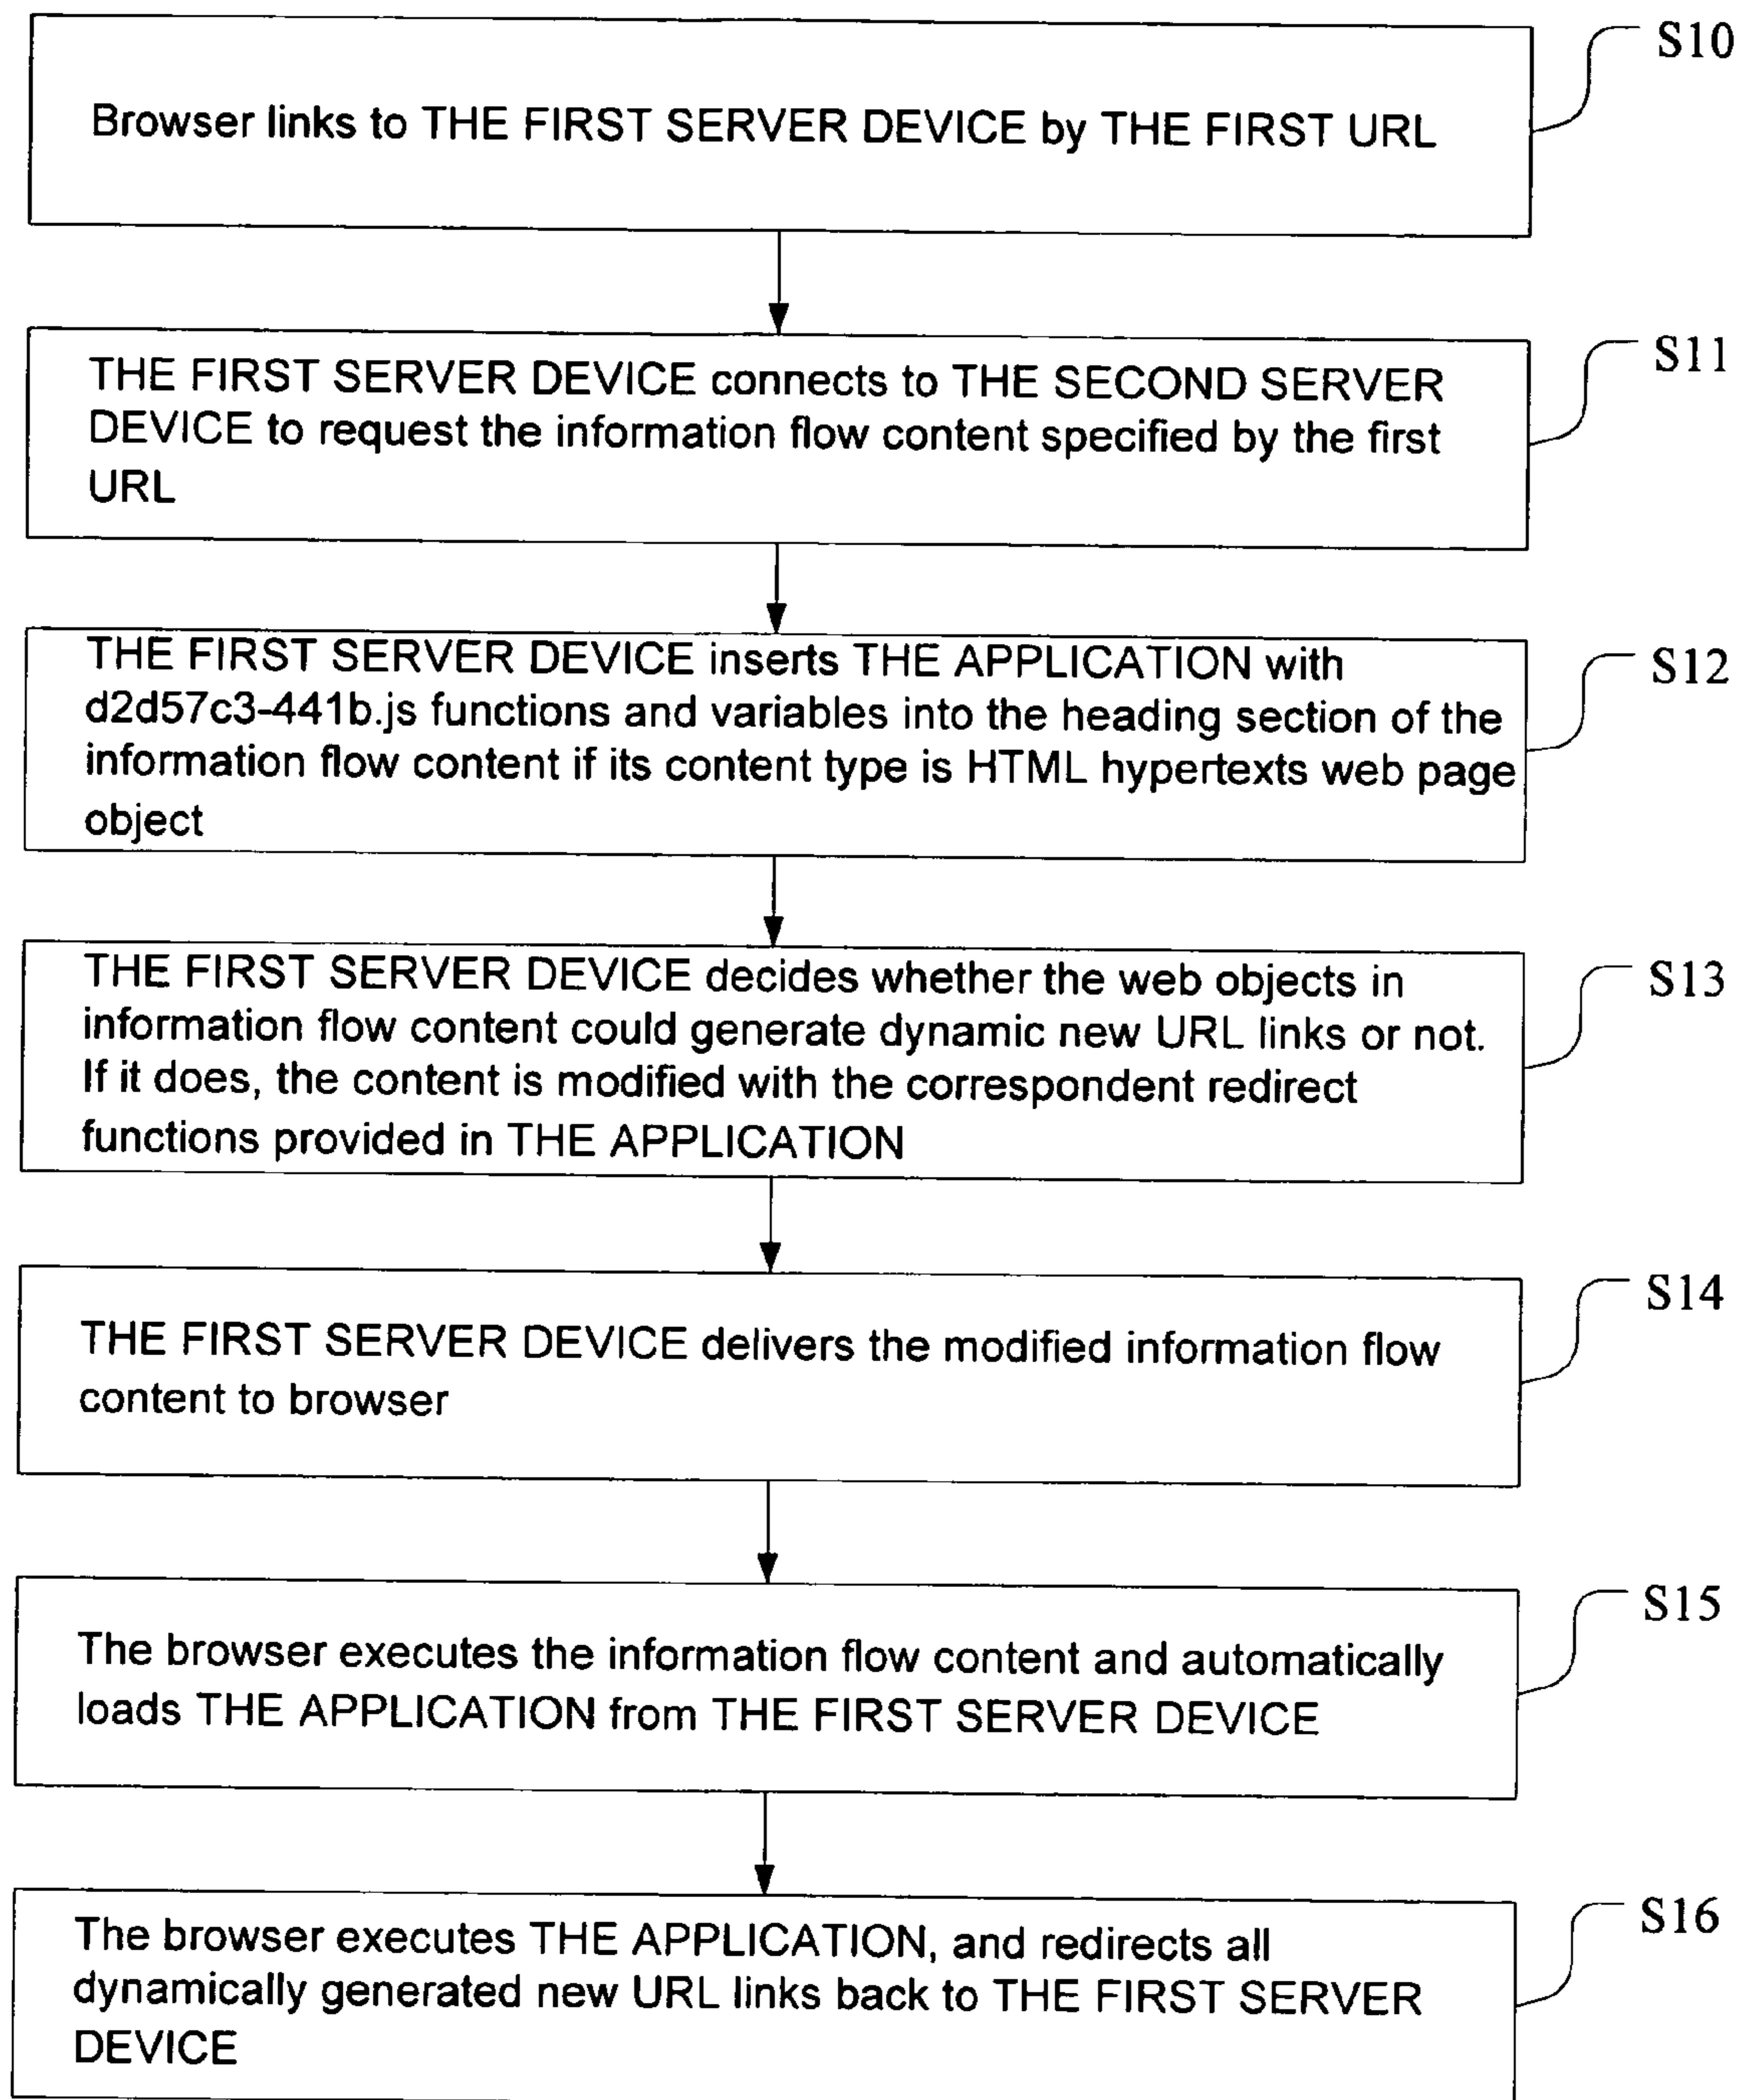 S10
Browser links to THE FIRST SERVER DEVICE by THE FIRST URL
S11
THE FIRST SERVER DEVICE connects to THE SECOND SERVER
DEVICE to request the information flow content specified by the first
URL
S12
THE FIRST SERVER DEVICE inserts THE APPLICATION with
d2d57c3-441b.js functions and variables into the heading section of the
information flow content if its content type is HTML hypertexts web page
object
S13
THE FIRST SERVER DEVICE decides whether the web objects in
information flow content could generate dynamic new URL links or not.
If it does, the content is modified with the correspondent redirect
functions provided in THE APPLICATION
S14
THE FIRST SERVER DEVICE delivers the modified information flow
content to browser
S15
The browser executes the information flow content and automatically
loads THE APPLICATION from THE FIRST SERVER DEVICE
S16
The browser executes THE APPLICATION, and redirects all
dynamically generated new URL links back to THE FIRST SERVER
DEVICE